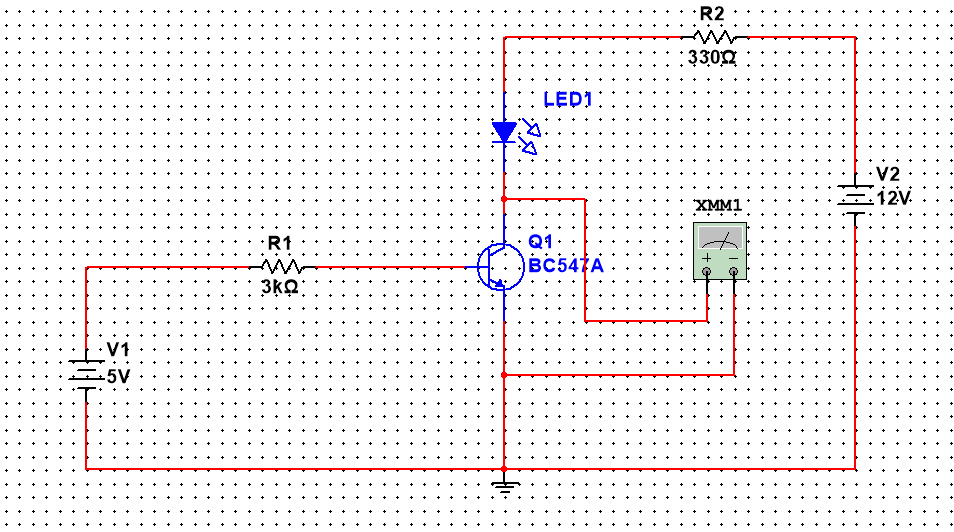 R2
330Ω
LED1
V2
12V
XMM1
+ −
R1
3kΩ
Q1
BC547A
V1
5V